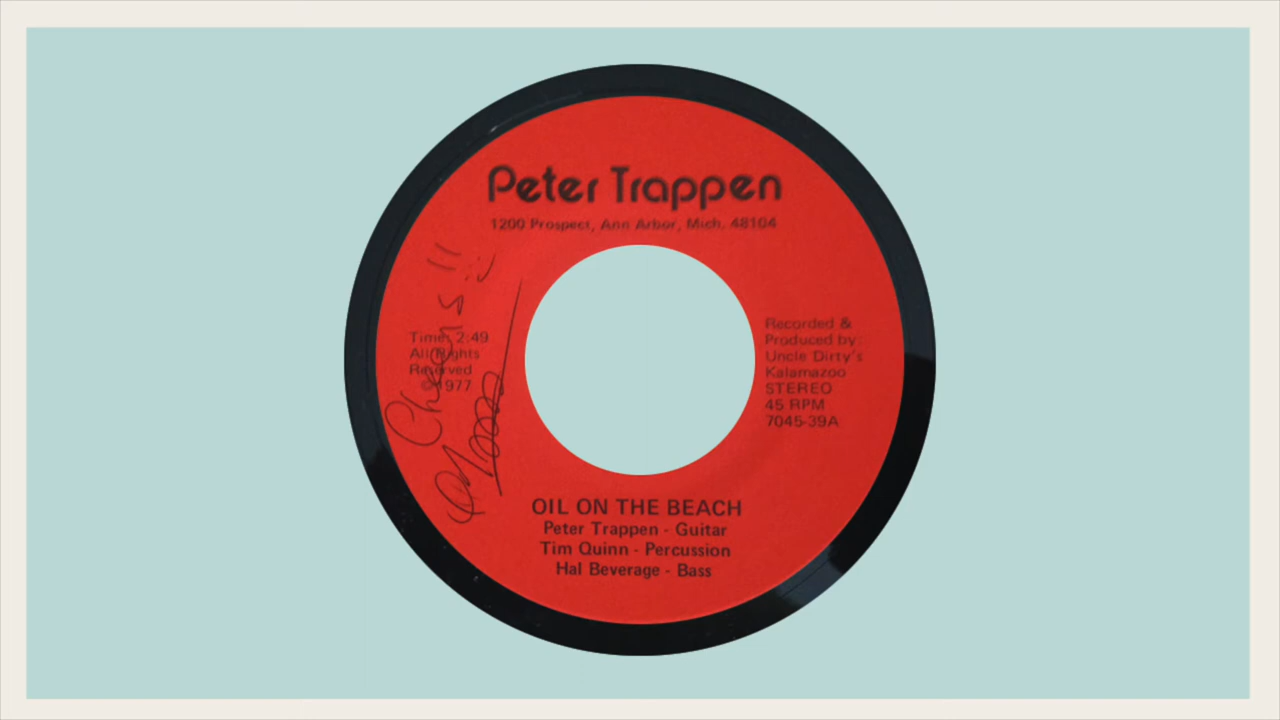 Peter Trappen
1200 Prospect, Ann Arbor, Mich. 48104
Cheers!!
Time: 2:49
All Rights
Reserved
© 1977
Recorded &
Produced by:
Uncle Dirty's
Kalamazoo
STEREO
45 RPM
7045-39A
OIL ON THE BEACH
Peter Trappen - Guitar
Tim Quinn - Percussion
Hal Beverage - Bass